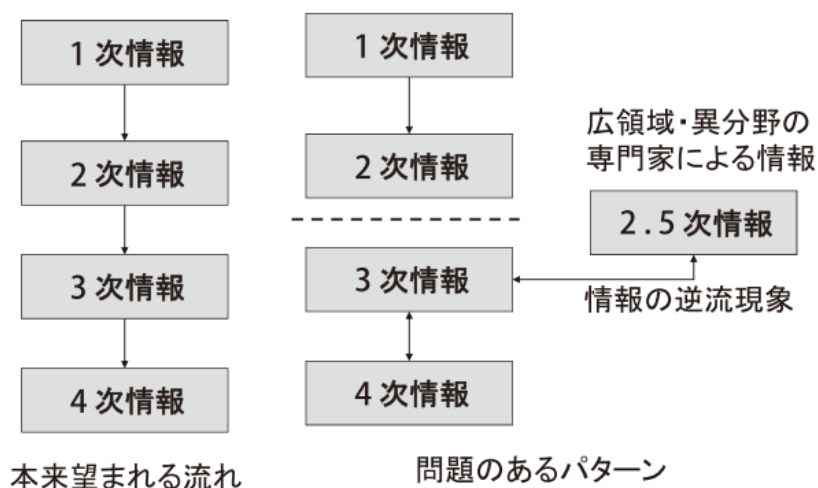 1次情報
2次情報
3次情報
4次情報
本来望まれる流れ
1次情報
2次情報
3次情報
4次情報
問題のあるパターン
広領域・異分野の
専門家による情報
2.5次情報
情報の逆流現象